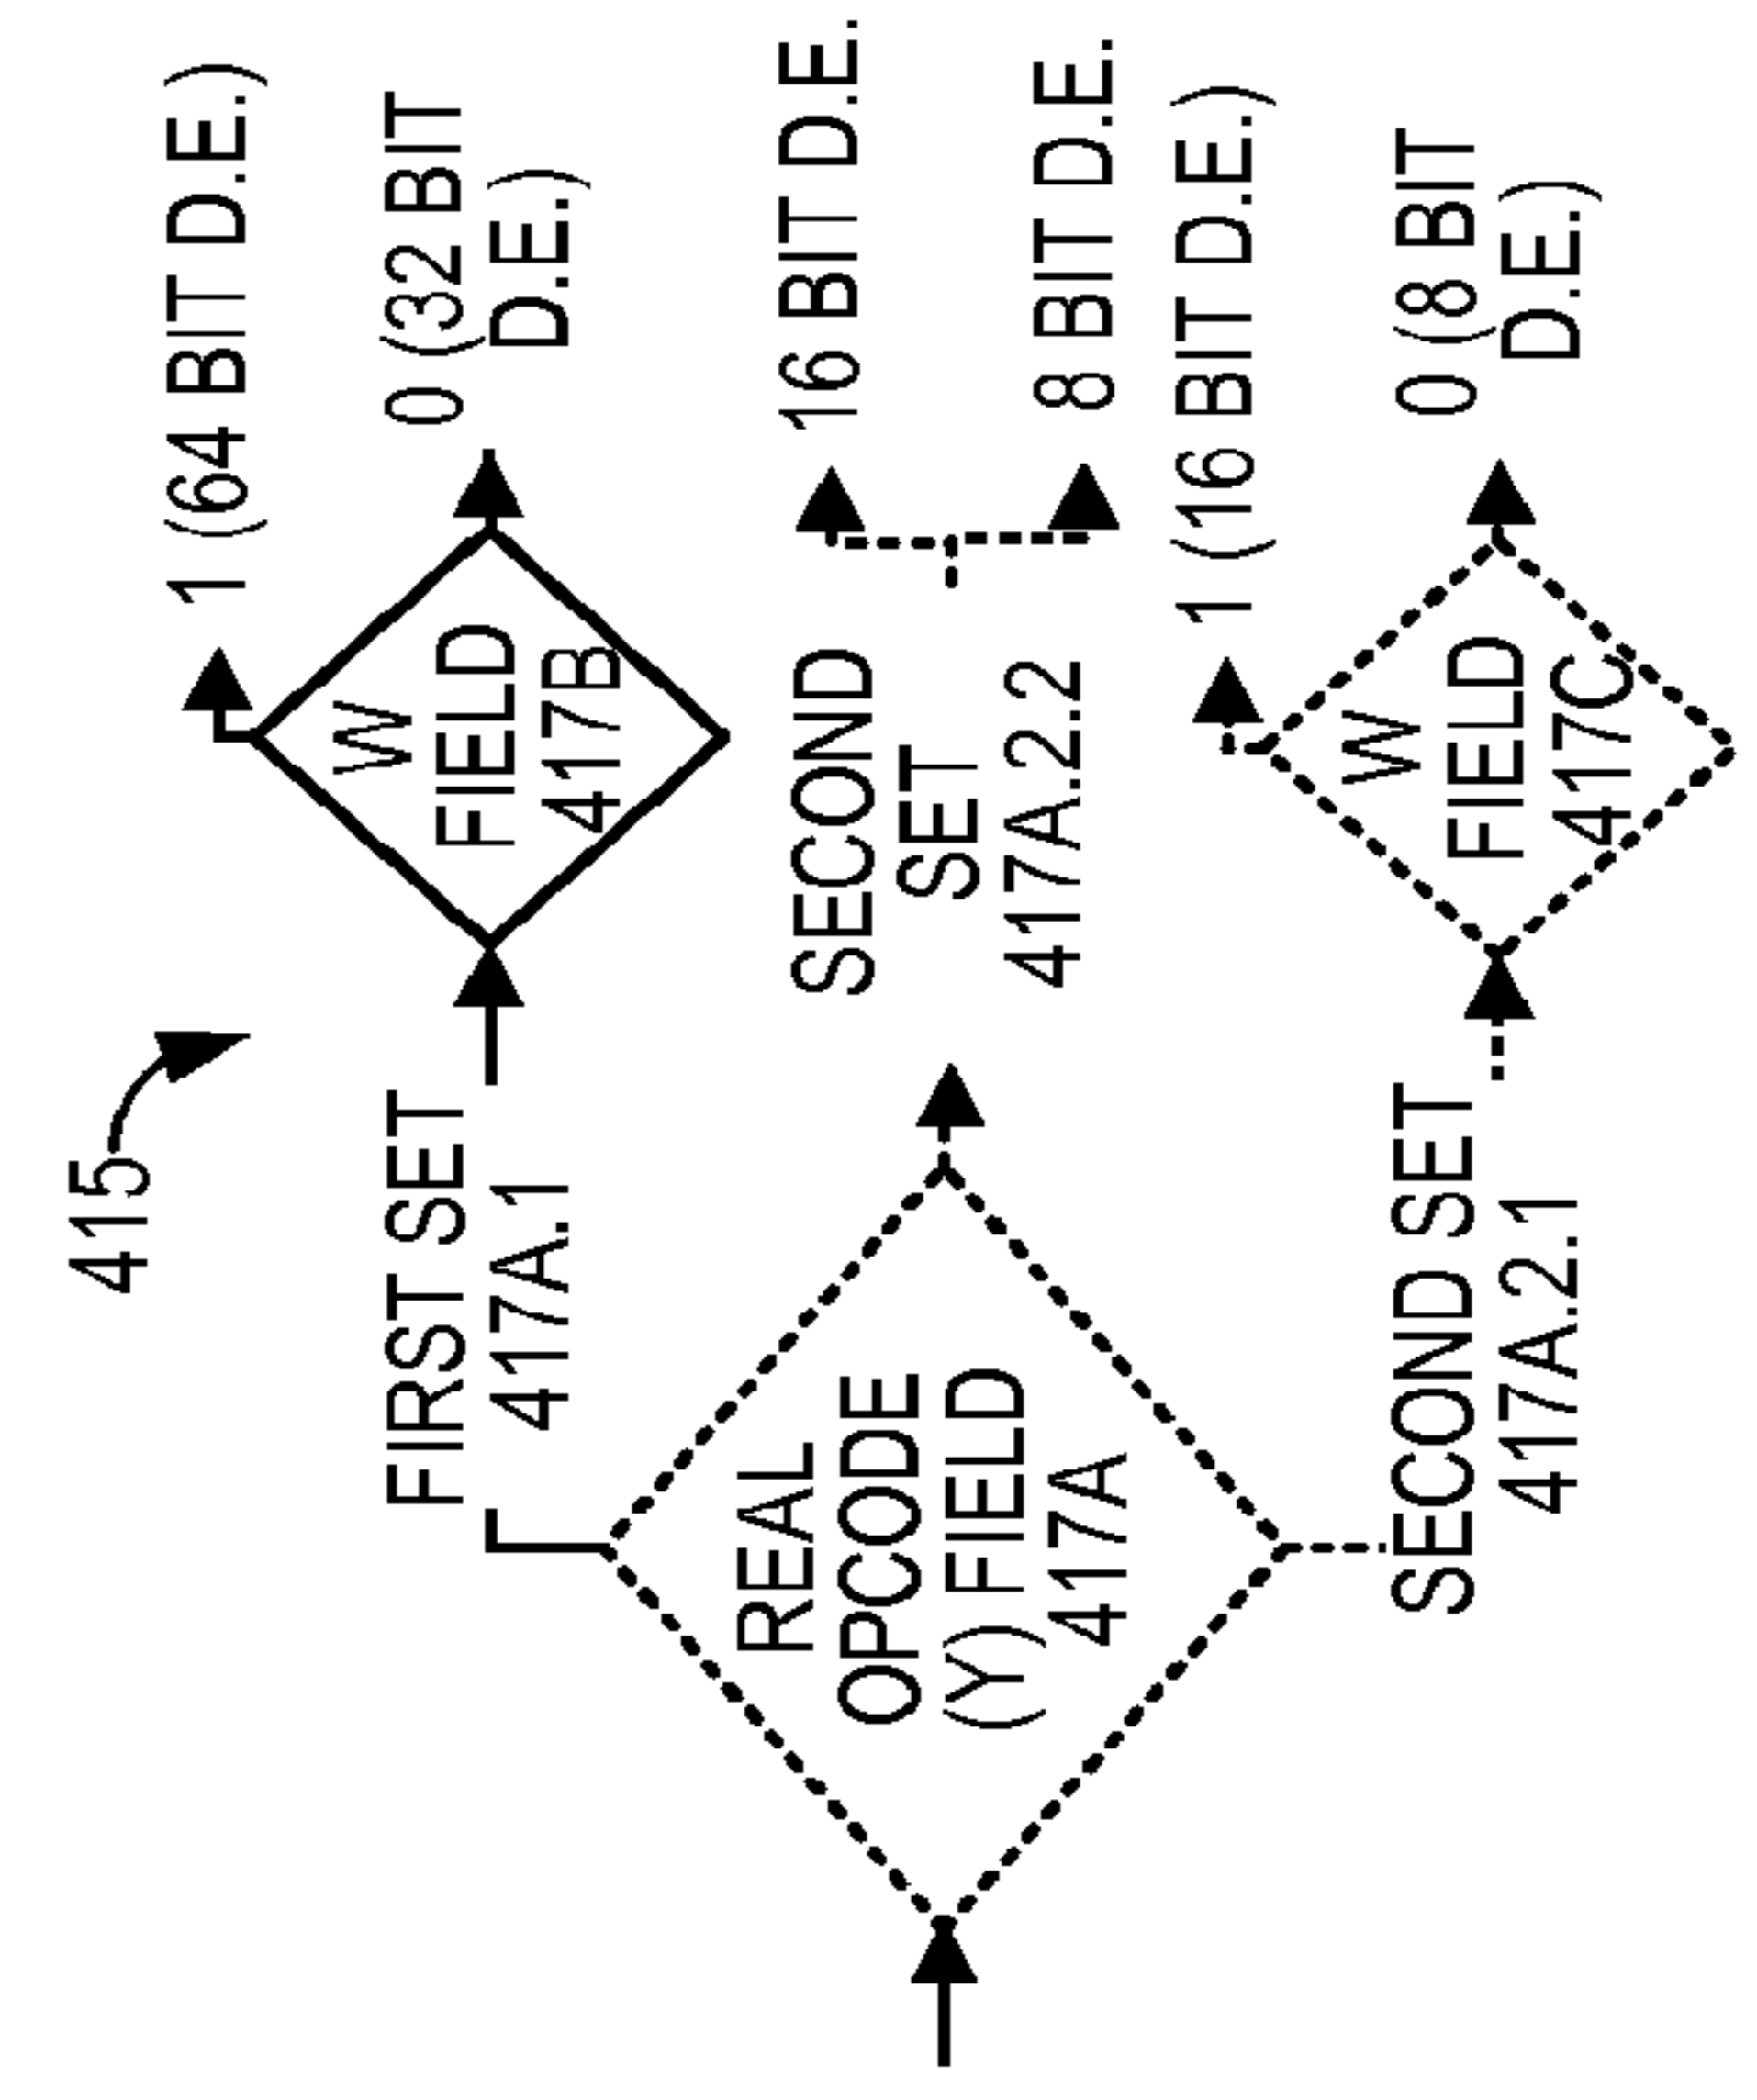 415
1 (64 BIT D.E.)
W
FIELD
417B
0 (32 BIT
D.E.)
FIRST SET
417A.1
REAL
OPCODE
(Y) FIELD
417A
SECOND
SET
417A.2.2
16 BIT D.E.
8 BIT D.E.
1 (16 BIT D.E.)
SECOND SET
417A.2.1
W
FIELD
417C
0 (8 BIT
D.E.)